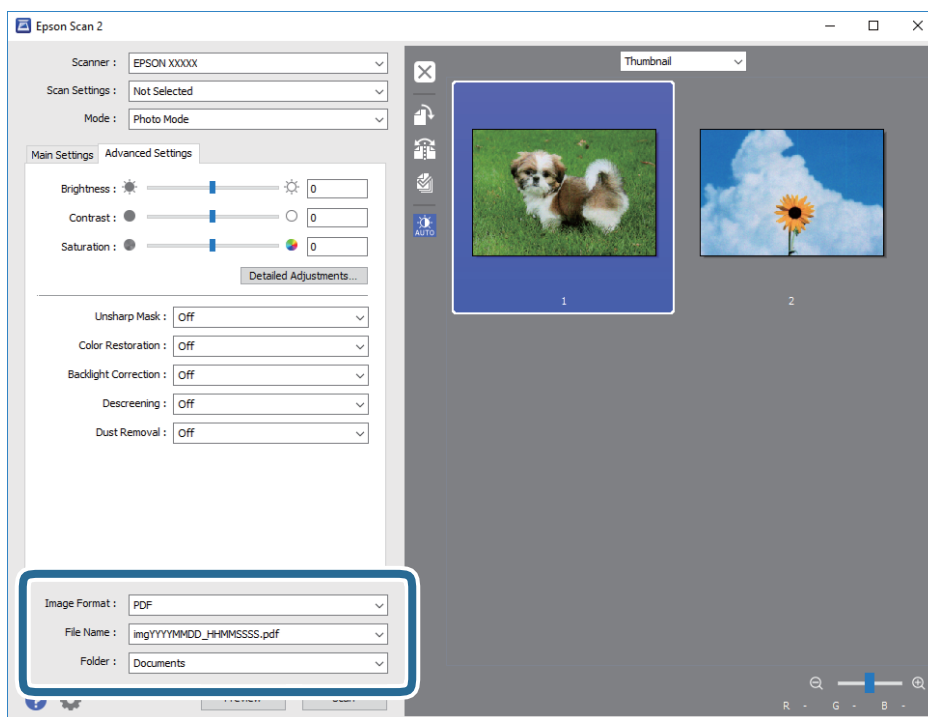 Epson Scan 2
Scanner :
EPSON XXXXX
Scan Settings :
Not Selected
Mode :
Photo Mode
Main Settings
Advanced Settings
Brightness :
0
Contrast :
0
Saturation :
0
Detailed Adjustments...
Unsharp Mask :
Off
Color Restoration :
Off
Backlight Correction :
Off
Descreening :
Off
Dust Removal :
Off
Image Format :
PDF
File Name :
imgYYYYMMDD_HHMMSSSS.pdf
Folder :
Documents
?
Preview
Scan
Thumbnail
AUTO
1
2
R - G - B -